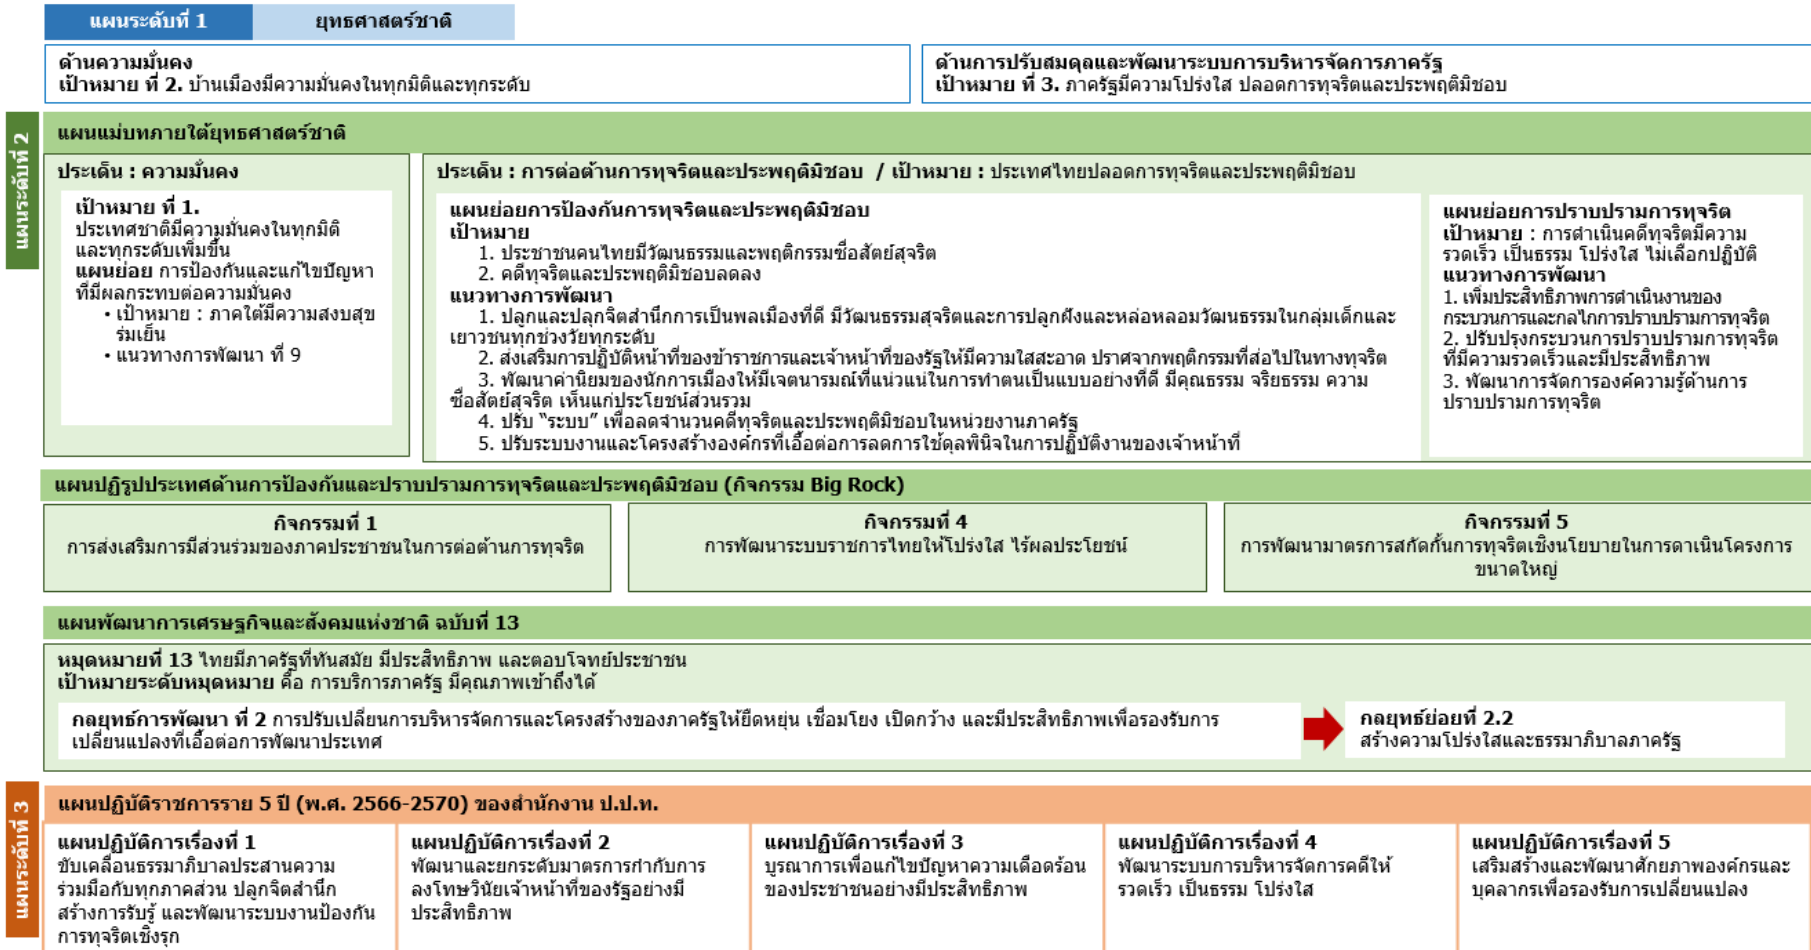 แผนระดับที่ 1
ยุทธศาสตร์ชาติ
ด้านความมั่นคง
เป้าหมาย ที่ 2. บ้านเมืองมีความมั่นคงในทุกมิติและทุกระดับ
ด้านการปรับสมดุลและพัฒนาระบบการบริหารจัดการภาครัฐ
เป้าหมาย ที่ 3. ภาครัฐมีความโปร่งใส ปลอดการทุจริตและประพฤติมิชอบ
แผนระดับที่ 2
แผนแม่บทภายใต้ยุทธศาสตร์ชาติ
ประเด็น : ความมั่นคง
เป้าหมาย ที่ 1.
ประเทศชาติมีความมั่นคงในทุกมิติ
และทุกระดับเพิ่มขึ้น
แผนย่อย การป้องกันและแก้ไขปัญหา
ที่มีผลกระทบต่อความมั่นคง
• เป้าหมาย : ภาคใต้มีความสงบสุข
ร่มเย็น
• แนวทางการพัฒนา ที่ 9
ประเด็น : การต่อต้านการทุจริตและประพฤติมิชอบ / เป้าหมาย : ประเทศไทยปลอดการทุจริตและประพฤติมิชอบ
แผนย่อยการป้องกันการทุจริตและประพฤติมิชอบ
เป้าหมาย
1. ประชาชนคนไทยมีวัฒนธรรมและพฤติกรรมซื่อสัตย์สุจริต
2. คดีทุจริตและประพฤติมิชอบลดลง
แนวทางการพัฒนา
1. ปลูกและปลุกจิตสำนึกการเป็นพลเมืองที่ดี มีวัฒนธรรมสุจริตและการปลูกฝังและหล่อหลอมวัฒนธรรมในกลุ่มเด็กและ
เยาวชนทุกช่วงวัยทุกระดับ
2. ส่งเสริมการปฏิบัติหน้าที่ของข้าราชการและเจ้าหน้าที่ของรัฐให้มีความใสสะอาด ปราศจากพฤติกรรมที่ส่อไปในทางทุจริต
3. พัฒนาค่านิยมของนักการเมืองให้มีเจตนารมณ์ที่แน่วแน่ในการทำตนเป็นแบบอย่างที่ดี มีคุณธรรม จริยธรรม ความ
ซื่อสัตย์สุจริต เห็นแก่ประโยชน์ส่วนรวม
4. ปรับ “ระบบ” เพื่อลดจำนวนคดีทุจริตและประพฤติมิชอบในหน่วยงานภาครัฐ
5. ปรับระบบงานและโครงสร้างองค์กรที่เอื้อต่อการลดการใช้ดุลพินิจในการปฏิบัติงานของเจ้าหน้าที่
แผนย่อยการปราบปรามการทุจริต
เป้าหมาย : การดำเนินคดีทุจริตมีความ
รวดเร็ว เป็นธรรม โปร่งใส ไม่เลือกปฏิบัติ
แนวทางการพัฒนา
1. เพิ่มประสิทธิภาพการดำเนินงานของ
กระบวนการและกลไกการปราบปรามการทุจริต
2. ปรับปรุงกระบวนการปราบปรามการทุจริต
ที่มีความรวดเร็วและมีประสิทธิภาพ
3. พัฒนาการจัดการองค์ความรู้ด้านการ
ปราบปรามการทุจริต
แผนปฏิรูปประเทศด้านการป้องกันและปราบปรามการทุจริตและประพฤติมิชอบ (กิจกรรม Big Rock)
กิจกรรมที่ 1
การส่งเสริมการมีส่วนร่วมของภาคประชาชนในการต่อต้านการทุจริต
กิจกรรมที่ 4
การพัฒนาระบบราชการไทยให้โปร่งใส ไร้ผลประโยชน์
กิจกรรมที่ 5
การพัฒนามาตรการสกัดกั้นการทุจริตเชิงนโยบายในการดาเนินโครงการ
ขนาดใหญ่
แผนพัฒนาการเศรษฐกิจและสังคมแห่งชาติ ฉบับที่ 13
หมุดหมายที่ 13 ไทยมีภาครัฐที่ทันสมัย มีประสิทธิภาพ และตอบโจทย์ประชาชน
เป้าหมายระดับหมุดหมาย คือ การบริการภาครัฐ มีคุณภาพเข้าถึงได้
กลยุทธ์การพัฒนา ที่ 2 การปรับเปลี่ยนการบริหารจัดการและโครงสร้างของภาครัฐให้ยืดหยุ่น เชื่อมโยง เปิดกว้าง และมีประสิทธิภาพเพื่อรองรับการ
เปลี่ยนแปลงที่เอื้อต่อการพัฒนาประเทศ
กลยุทธ์ย่อยที่ 2.2
สร้างความโปร่งใสและธรรมาภิบาลภาครัฐ
แผนระดับที่ 3
แผนปฏิบัติราชการราย 5 ปี (พ.ศ. 2566-2570) ของสำนักงาน ป.ป.ท.
แผนปฏิบัติการเรื่องที่ 1
ขับเคลื่อนธรรมาภิบาลประสานความ
ร่วมมือกับทุกภาคส่วน ปลูกจิตสำนึก
สร้างการรับรู้ และพัฒนาระบบงานป้องกัน
การทุจริตเชิงรุก
แผนปฏิบัติการเรื่องที่ 2
พัฒนาและยกระดับมาตรการกำกับการ
ลงโทษวินัยเจ้าหน้าที่ของรัฐอย่างมี
ประสิทธิภาพ
แผนปฏิบัติการเรื่องที่ 3
บูรณาการเพื่อแก้ไขปัญหาความเดือดร้อน
ของประชาชนอย่างมีประสิทธิภาพ
แผนปฏิบัติการเรื่องที่ 4
พัฒนาระบบการบริหารจัดการคดีให้
รวดเร็ว เป็นธรรม โปร่งใส
แผนปฏิบัติการเรื่องที่ 5
เสริมสร้างและพัฒนาศักยภาพองค์กรและ
บุคลากรเพื่อรองรับการเปลี่ยนแปลง